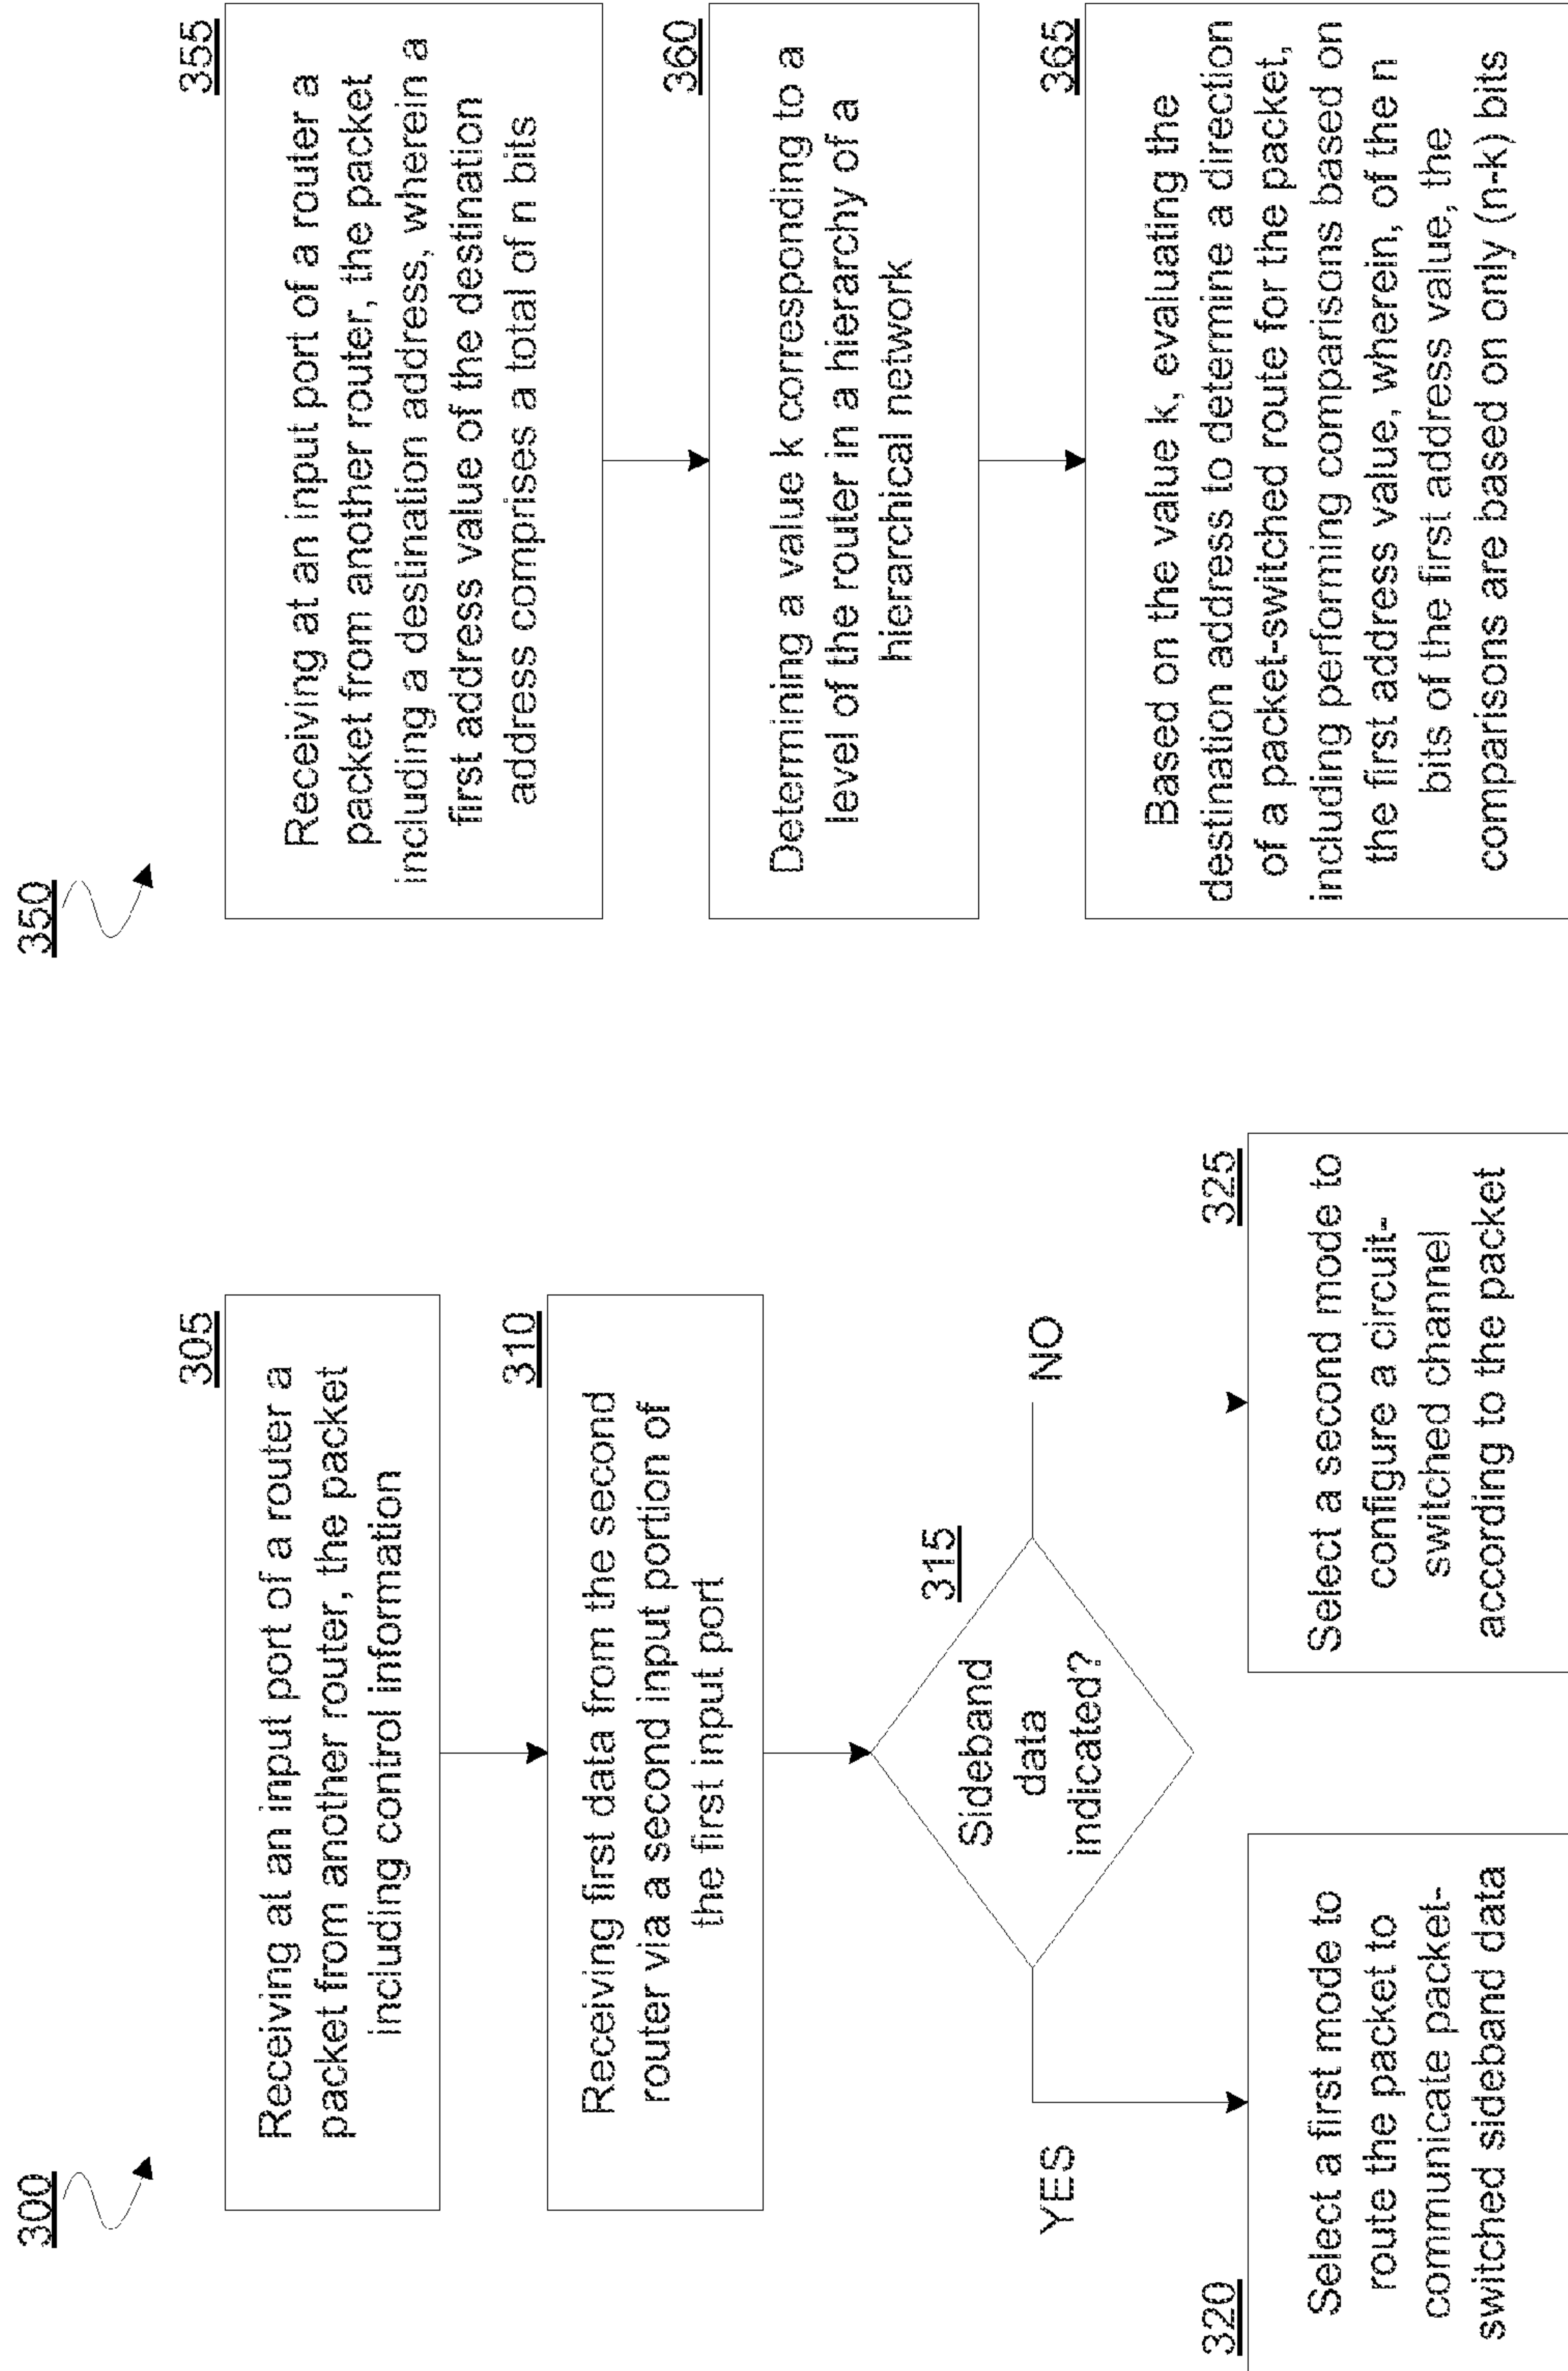 300
305
Receiving at an input port of a router a
packet from another router, the packet
including control information
310
Receiving first data from the second
router via a second input portion of
the first input port
315
Sideband
data
indicated?
YES
NO
320
Select a first mode to
route the packet to
communicate packet-
switched sideband data
325
Select a second mode to
configure a circuit-
switched channel
according to the packet
350
355
Receiving at an input port of a router a
packet from another router, the packet
including a destination address, wherein a
first address value of the destination
address comprises a total of n bits
360
Determining a value k corresponding to a
level of the router in a hierarchy of a
hierarchical network
365
Based on the value k, evaluating the
destination address to determine a direction
of a packet-switched route for the packet,
including performing comparisons based on
the first address value, wherein, of the n
bits of the first address value, the
comparisons are based on only (n-k) bits